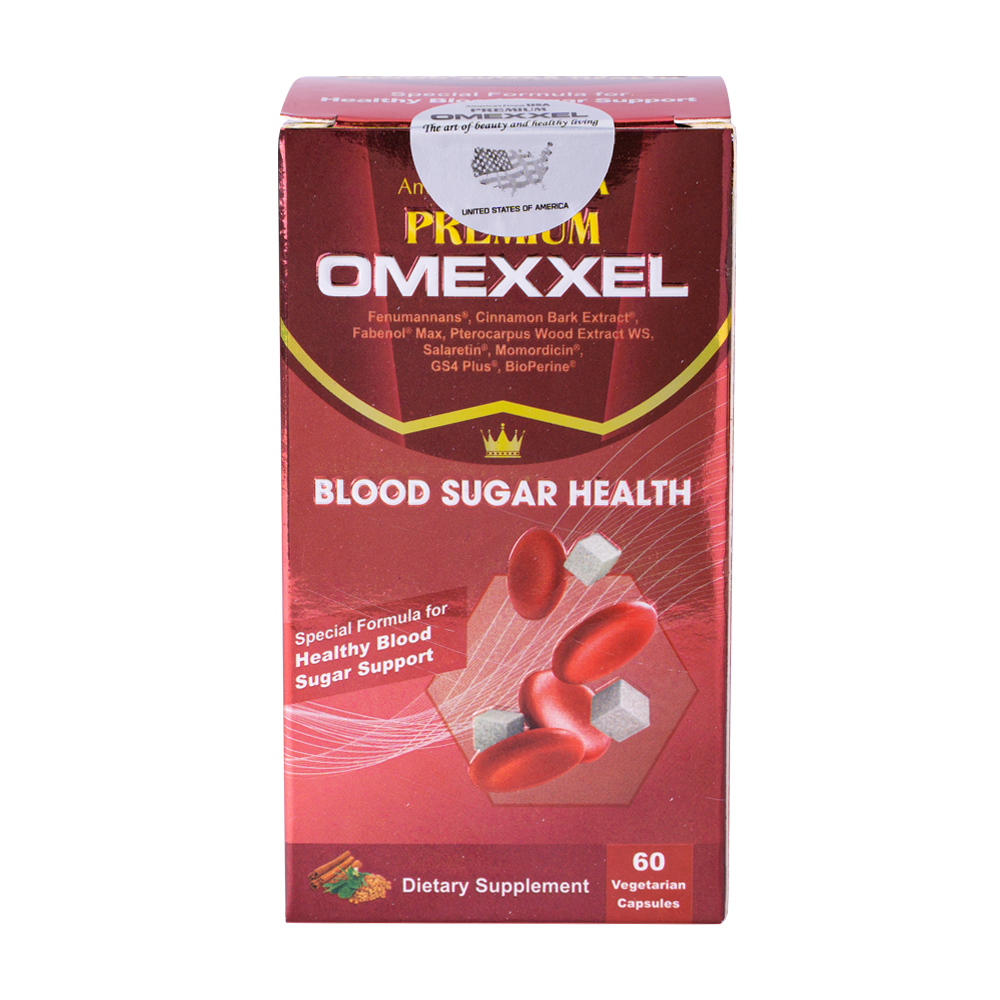 Special Formula for
Healthy Support
USA
PREMIUM
OMEXXEL
The art of beauty and healthy living
UNITED STATES OF AMERICA
PREMIUM
OMEXXEL
Fenumannans®, Cinnamon Bark Extract®,
Fabenol® Max, Pterocarpus Wood Extract WS,
Salaretin®, Momordicin®,
GS4 Plus®, BioPerine®
BLOOD SUGAR HEALTH
Special Formula for
Healthy Blood
Sugar Support
Dietary Supplement
60
Vegetarian
Capsules